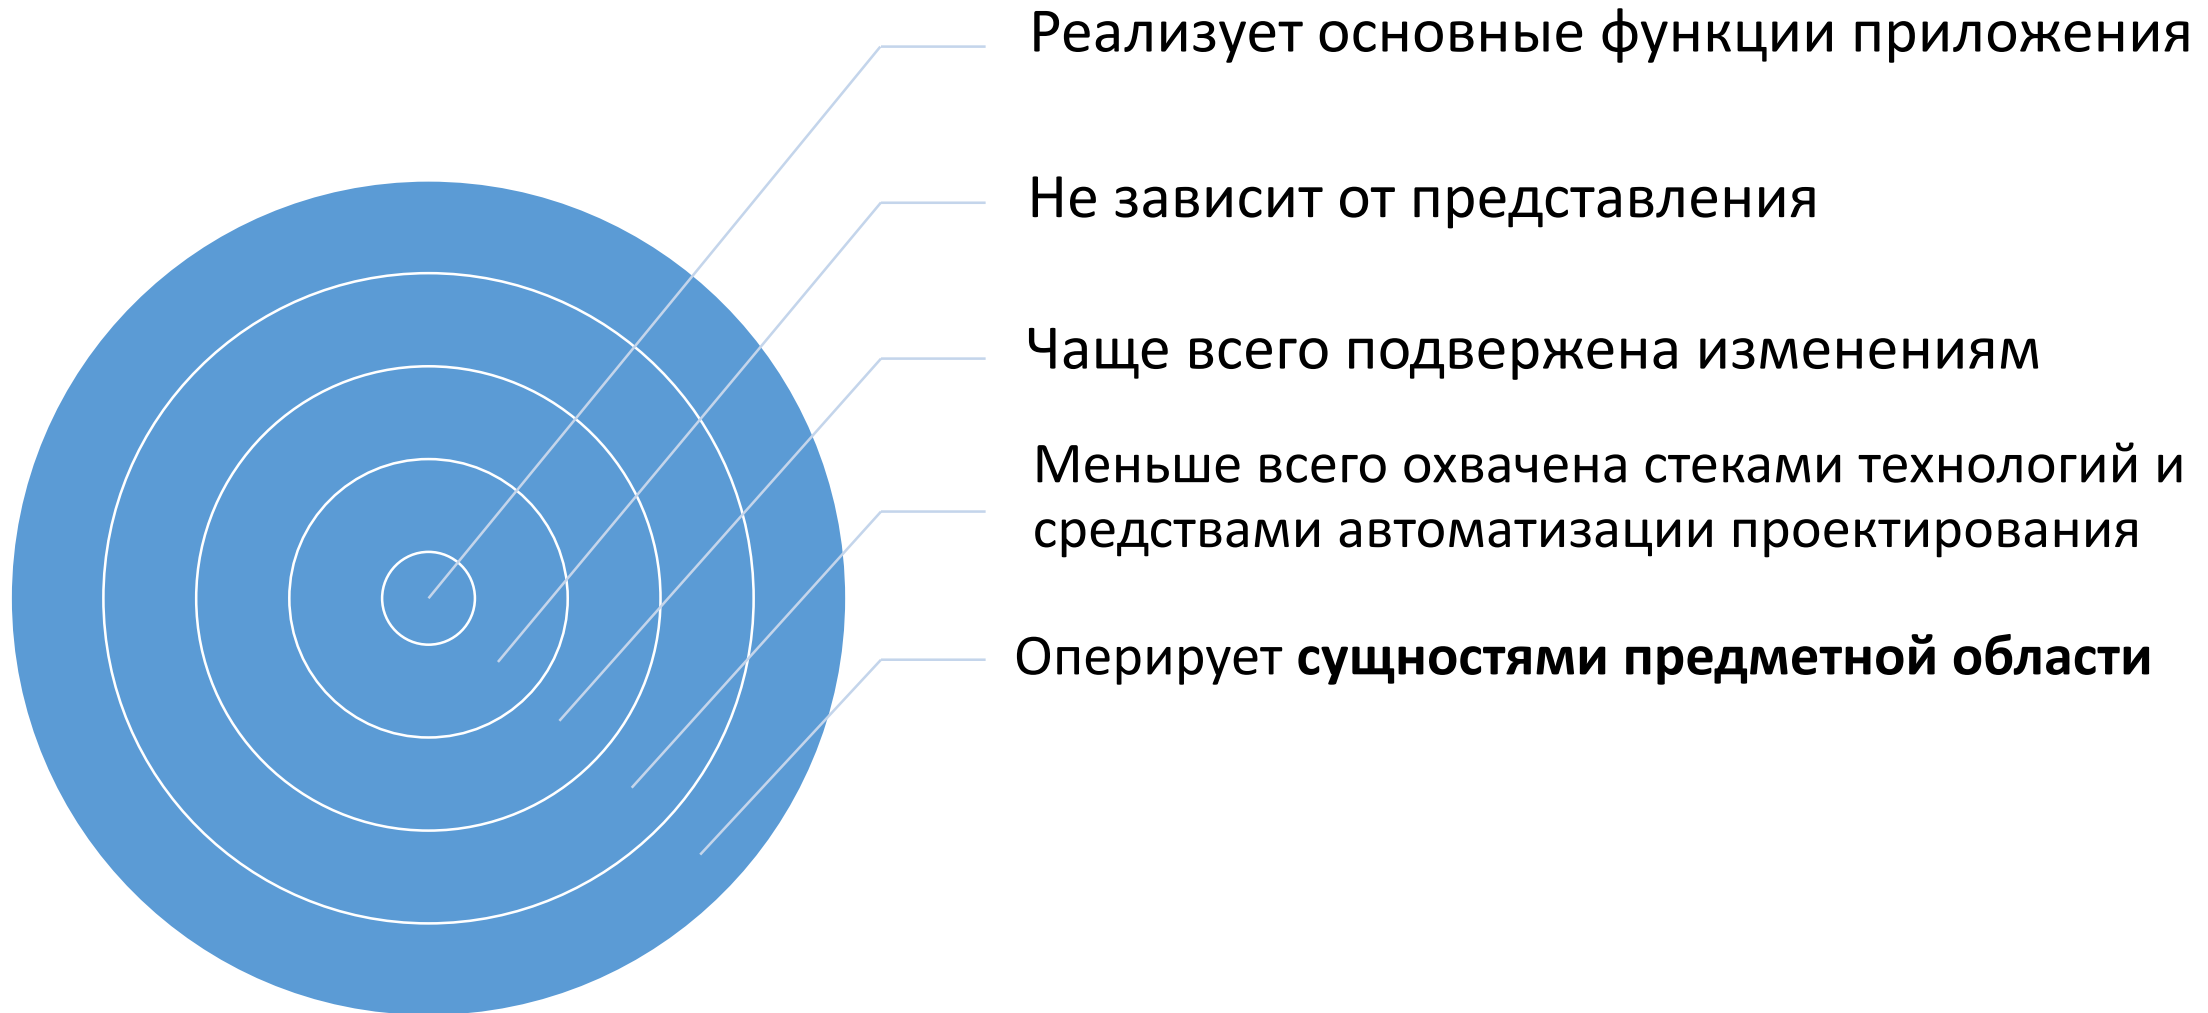 Реализует основные функции приложения
Не зависит от представления
Чаще всего подвержена изменениям
Меньше всего охвачена стеками технологий и
средствами автоматизации проектирования
Оперирует сущностями предметной области